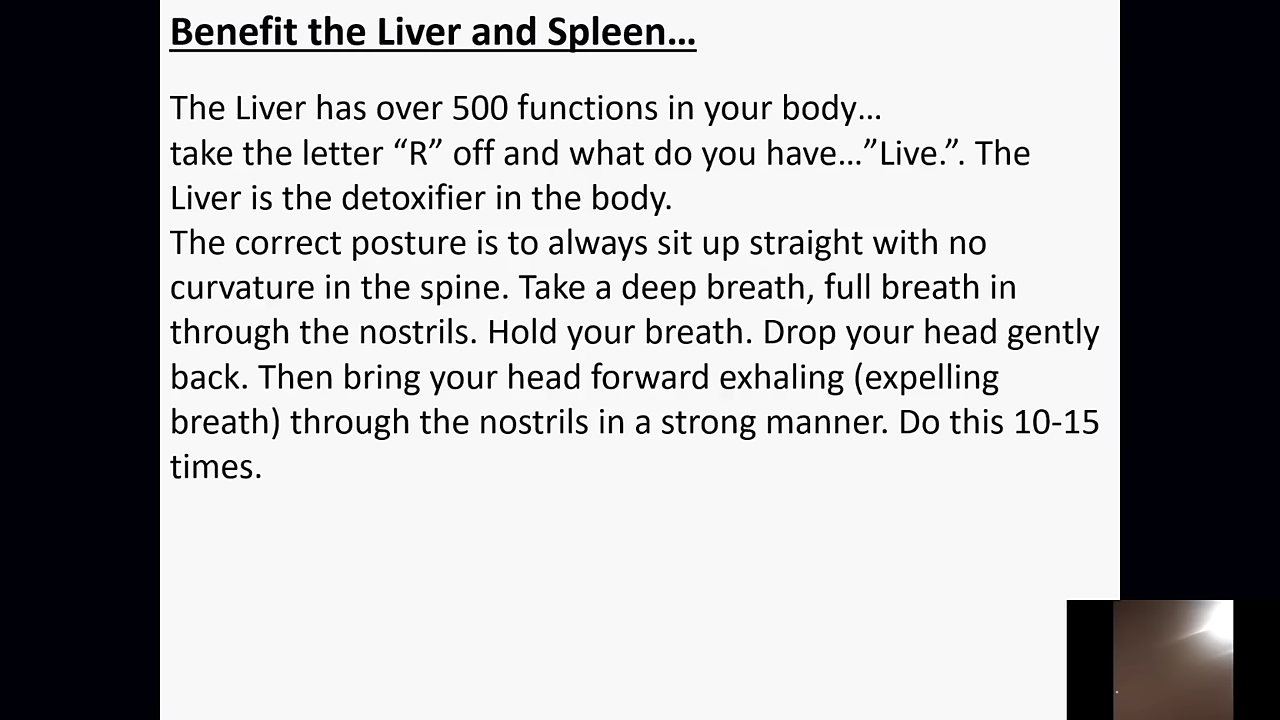 Benefit the Liver and Spleen…
The Liver has over 500 functions in your body…
take the letter “R” off and what do you have…”Live.”. The
Liver is the detoxifier in the body.
The correct posture is to always sit up straight with no
curvature in the spine. Take a deep breath, full breath in
through the nostrils. Hold your breath. Drop your head gently
back. Then bring your head forward exhaling (expelling
breath) through the nostrils in a strong manner. Do this 10-15
times.